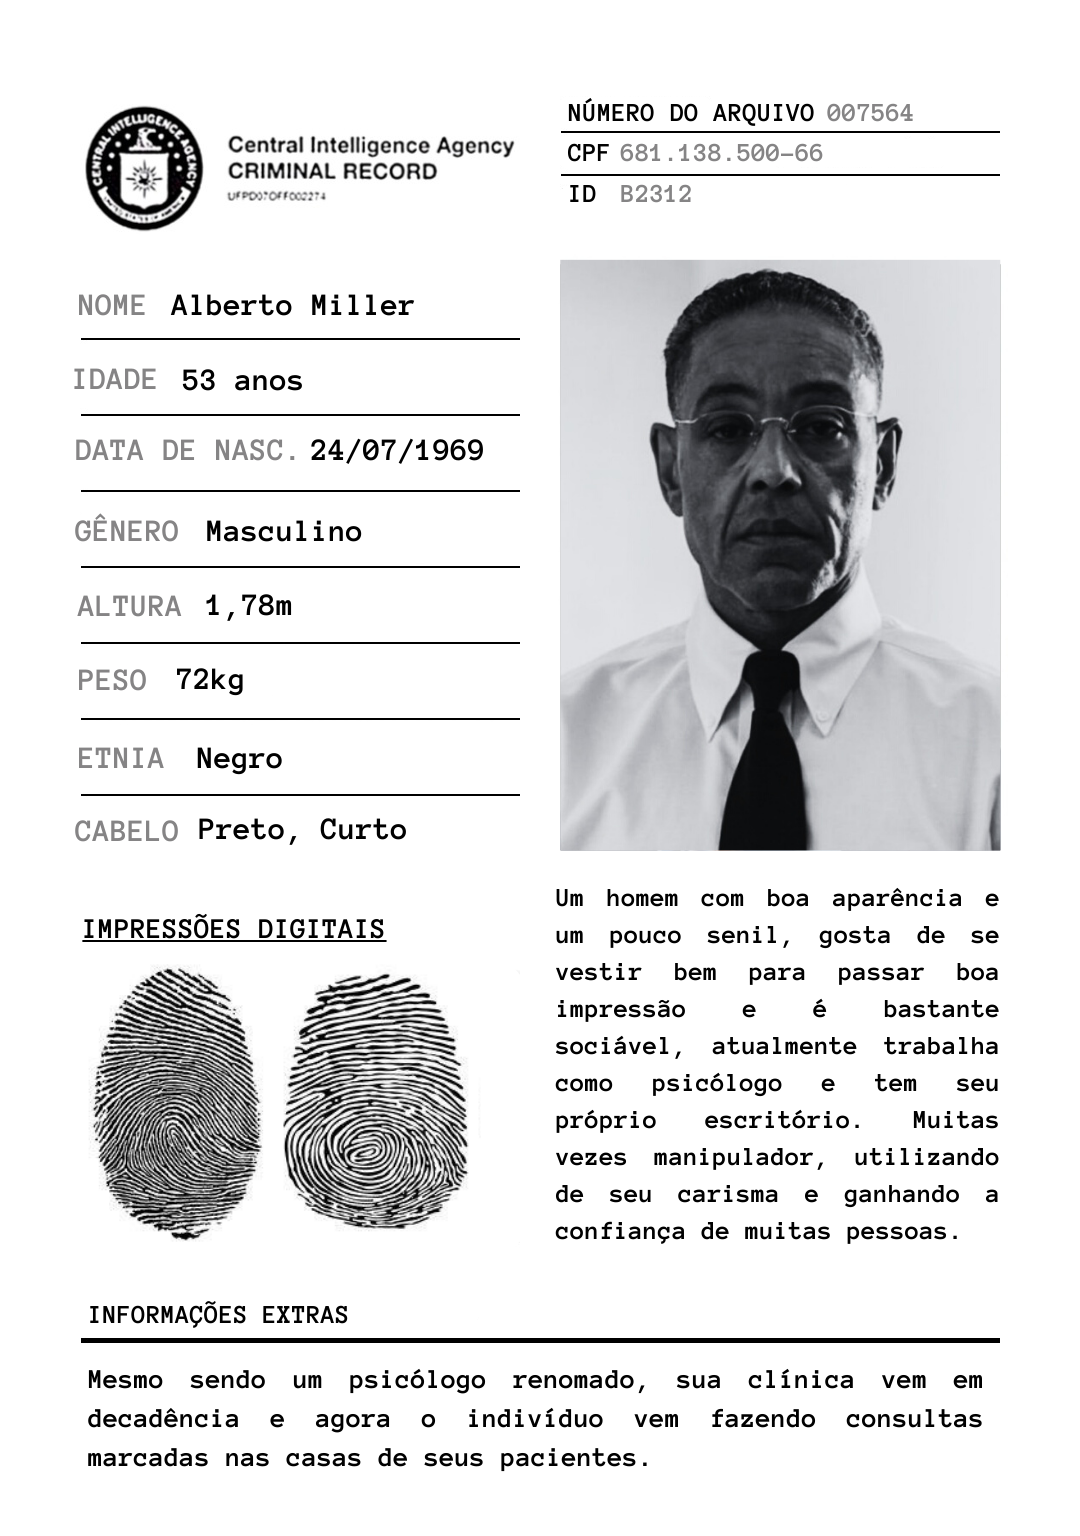 CENTRAL INTELLIGENCE AGENCY
UNITED STATES OF AMERICA
Central Intelligence Agency
CRIMINAL RECORD
UFPD07OFF002274
NÚMERO DO ARQUIVO 007564
CPF 681.138.500-66
ID B2312
NOME Alberto Miller
IDADE 53 anos
DATA DE NASC. 24/07/1969
GÊNERO Masculino
ALTURA 1,78m
PESO 72kg
ETNIA Negro
CABELO Preto, Curto
IMPRESSÕES DIGITAIS
Um homem com boa aparência e
um pouco senil, gosta de se
vestir bem para passar boa
impressão e é bastante
sociável, atualmente trabalha
como psicólogo e tem seu
próprio escritório. Muitas
vezes manipulador, utilizando
de seu carisma e ganhando a
confiança de muitas pessoas.
INFORMAÇÕES EXTRAS
Mesmo sendo um psicólogo renomado, sua clínica vem em
decadência e agora o indivíduo vem fazendo consultas
marcadas nas casas de seus pacientes.